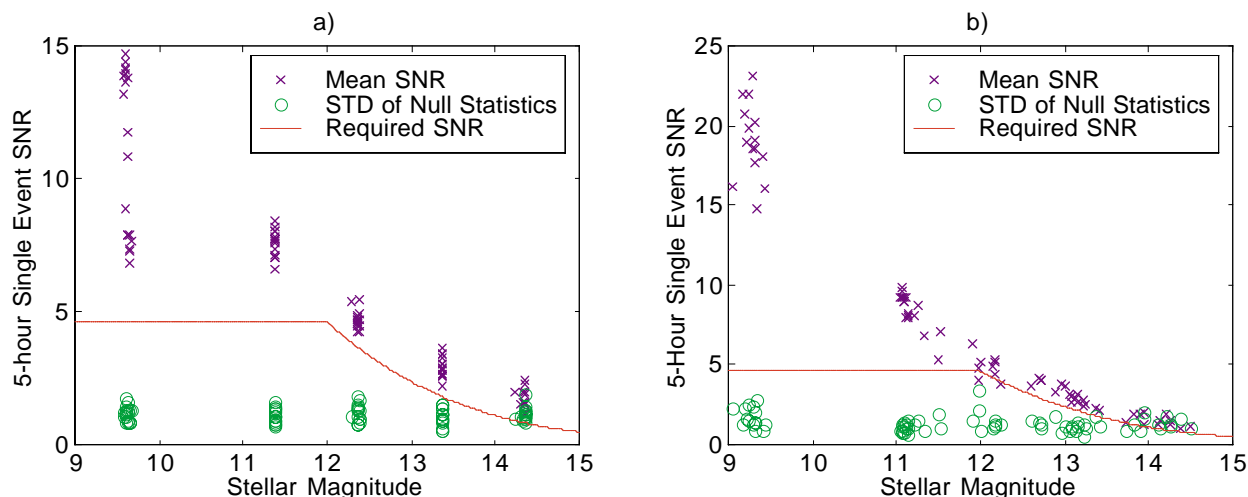 a)
15
10
5
0
5-hour Single Event SNR
Mean SNR
STD of Null Statistics
Required SNR
9 10 11 12 13 14 15
Stellar Magnitude
b)
25
20
15
10
5
0
5-Hour Single Event SNR
Mean SNR
STD of Null Statistics
Required SNR
9 10 11 12 13 14 15
Stellar Magnitude